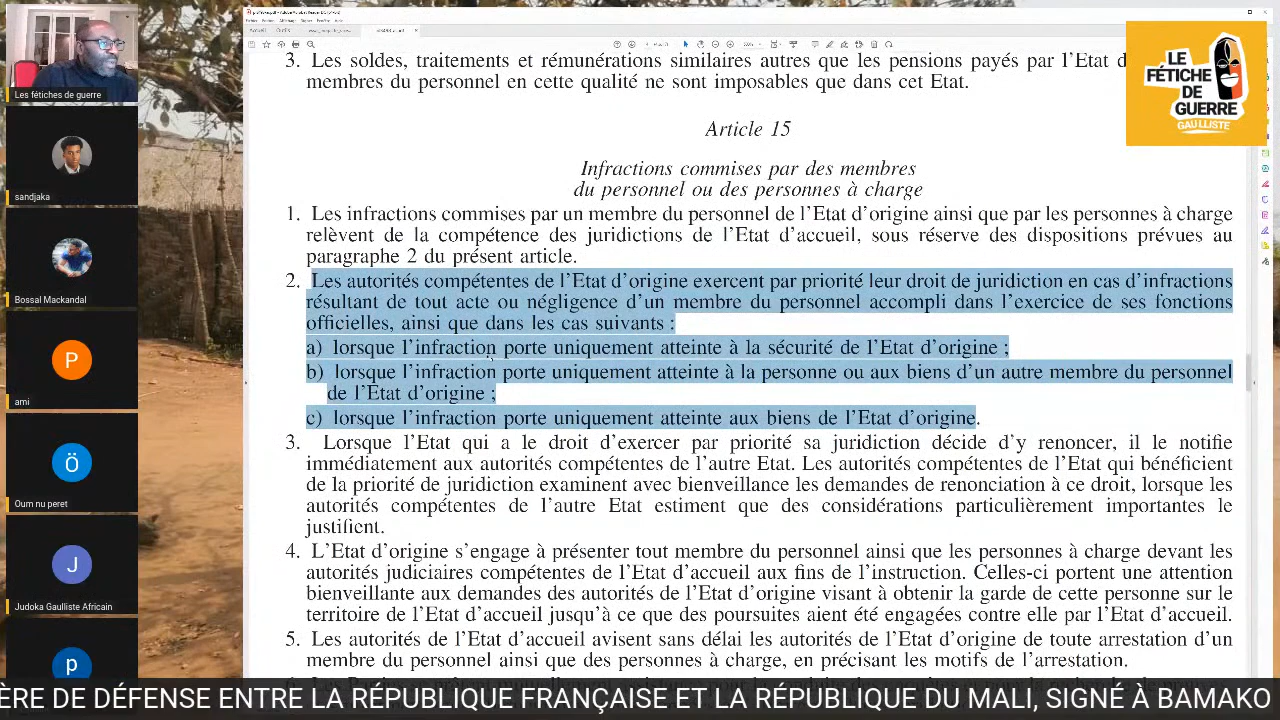 Les fétiches de guerre
sandjaka
Bossal Mackandal
P
ami
Ö
Oum nu peret
J
Judoka Gaulliste Africain
p
LE
FÉTICHE
DE
GUERRE
GAULLISTE
3. Les soldes, traitements et rémunérations similaires autres que les pensions payés par l'Etat
membres du personnel en cette qualité ne sont imposables que dans cet Etat.
Article 15
Infractions commises par des membres
du personnel ou des personnes à charge
1. Les infractions commises par un membre du personnel de l'Etat d'origine ainsi que par les personnes à charge
relèvent de la compétence des juridictions de l'Etat d'accueil, sous réserve des dispositions prévues au
paragraphe 2 du présent article.
2. Les autorités compétentes de l'Etat d'origine exercent par priorité leur droit de juridiction en cas d'infractions
résultant de tout acte ou négligence d'un membre du personnel accompli dans l'exercice de ses fonctions
officielles, ainsi que dans les cas suivants :
a) lorsque l'infraction porte uniquement atteinte à la sécurité de l'Etat d'origine ;
b) lorsque l'infraction porte uniquement atteinte à la personne ou aux biens d'un autre membre du personnel
de l'Etat d'origine ;
c) lorsque l'infraction porte uniquement atteinte aux biens de l'Etat d'origine.
3. Lorsque l'Etat qui a le droit d'exercer par priorité sa juridiction décide d'y renoncer, il le notifie
immédiatement aux autorités compétentes de l'autre Etat. Les autorités compétentes de l'Etat qui bénéficient
de la priorité de juridiction examinent avec bienveillance les demandes de renonciation à ce droit, lorsque les
autorités compétentes de l'autre Etat estiment que des considérations particulièrement importantes le
justifient.
4. L'Etat d'origine s'engage à présenter tout membre du personnel ainsi que les personnes à charge devant les
autorités judiciaires compétentes de l'Etat d'accueil aux fins de l'instruction. Celles-ci portent une attention
bienveillante aux demandes des autorités de l'Etat d'origine visant à obtenir la garde de cette personne sur le
territoire de l'Etat d'accueil jusqu'à ce que des poursuites aient été engagées contre elle par l'Etat d'accueil.
5. Les autorités de l'Etat d'accueil avisent sans délai les autorités de l'Etat d'origine de toute arrestation d'un
membre du personnel ainsi que des personnes à charge, en précisant les motifs de l'arrestation.
ÈRE DE DÉFENSE ENTRE LA RÉPUBLIQUE FRANÇAISE ET LA RÉPUBLIQUE DU MALI, SIGNÉ À BAMAKO